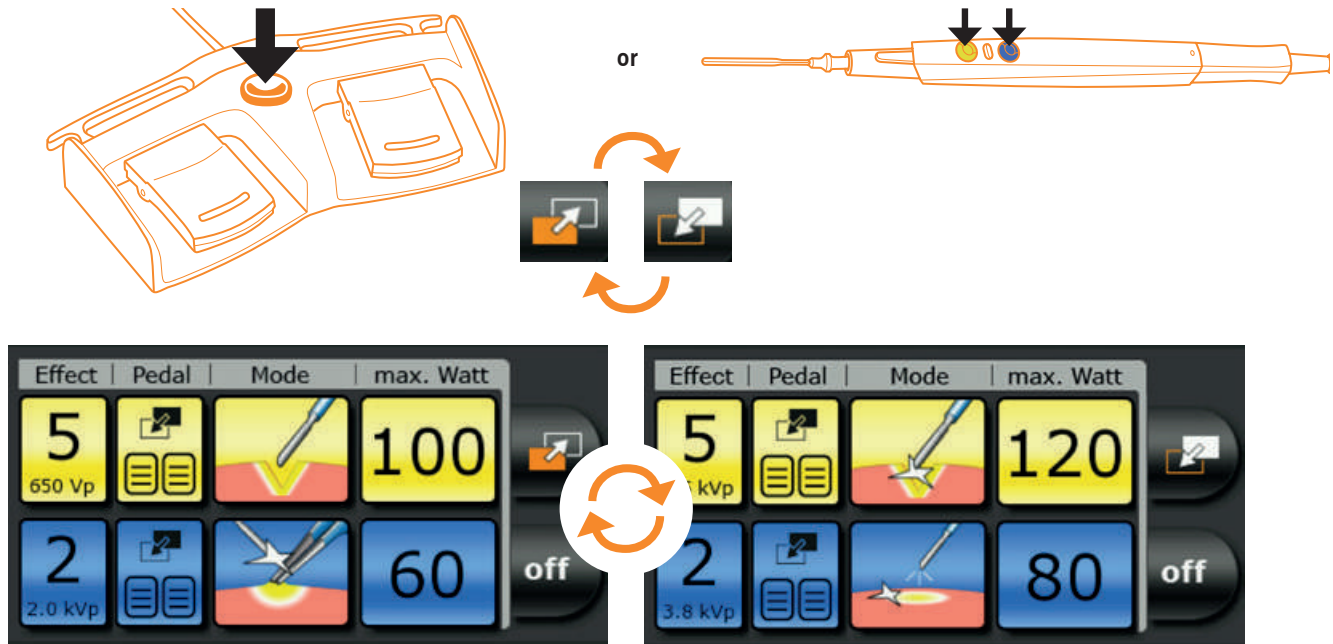 or
Effect | Pedal | Mode | max. Watt
5
650 Vp
100
2
2.0 kVp
60
off
Effect | Pedal | Mode | max. Watt
5
kVp
120
2
3.8 kVp
80
off